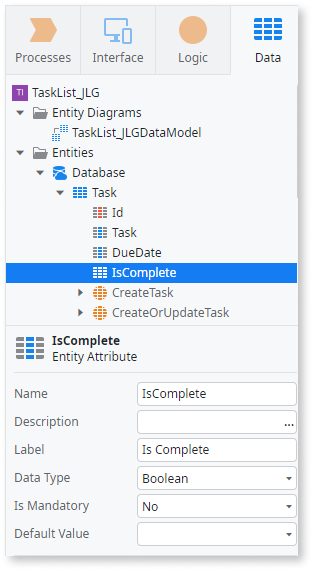 Processes Interface Logic Data
TI TaskList_JLG
Entity Diagrams
TaskList_JLGDataModel
Entities
Database
Task
Id
Task
DueDate
IsComplete
CreateTask
CreateOrUpdateTask
IsComplete
Entity Attribute
Name IsComplete
Description ...
Label Is Complete
Data Type Boolean
Is Mandatory No
Default Value